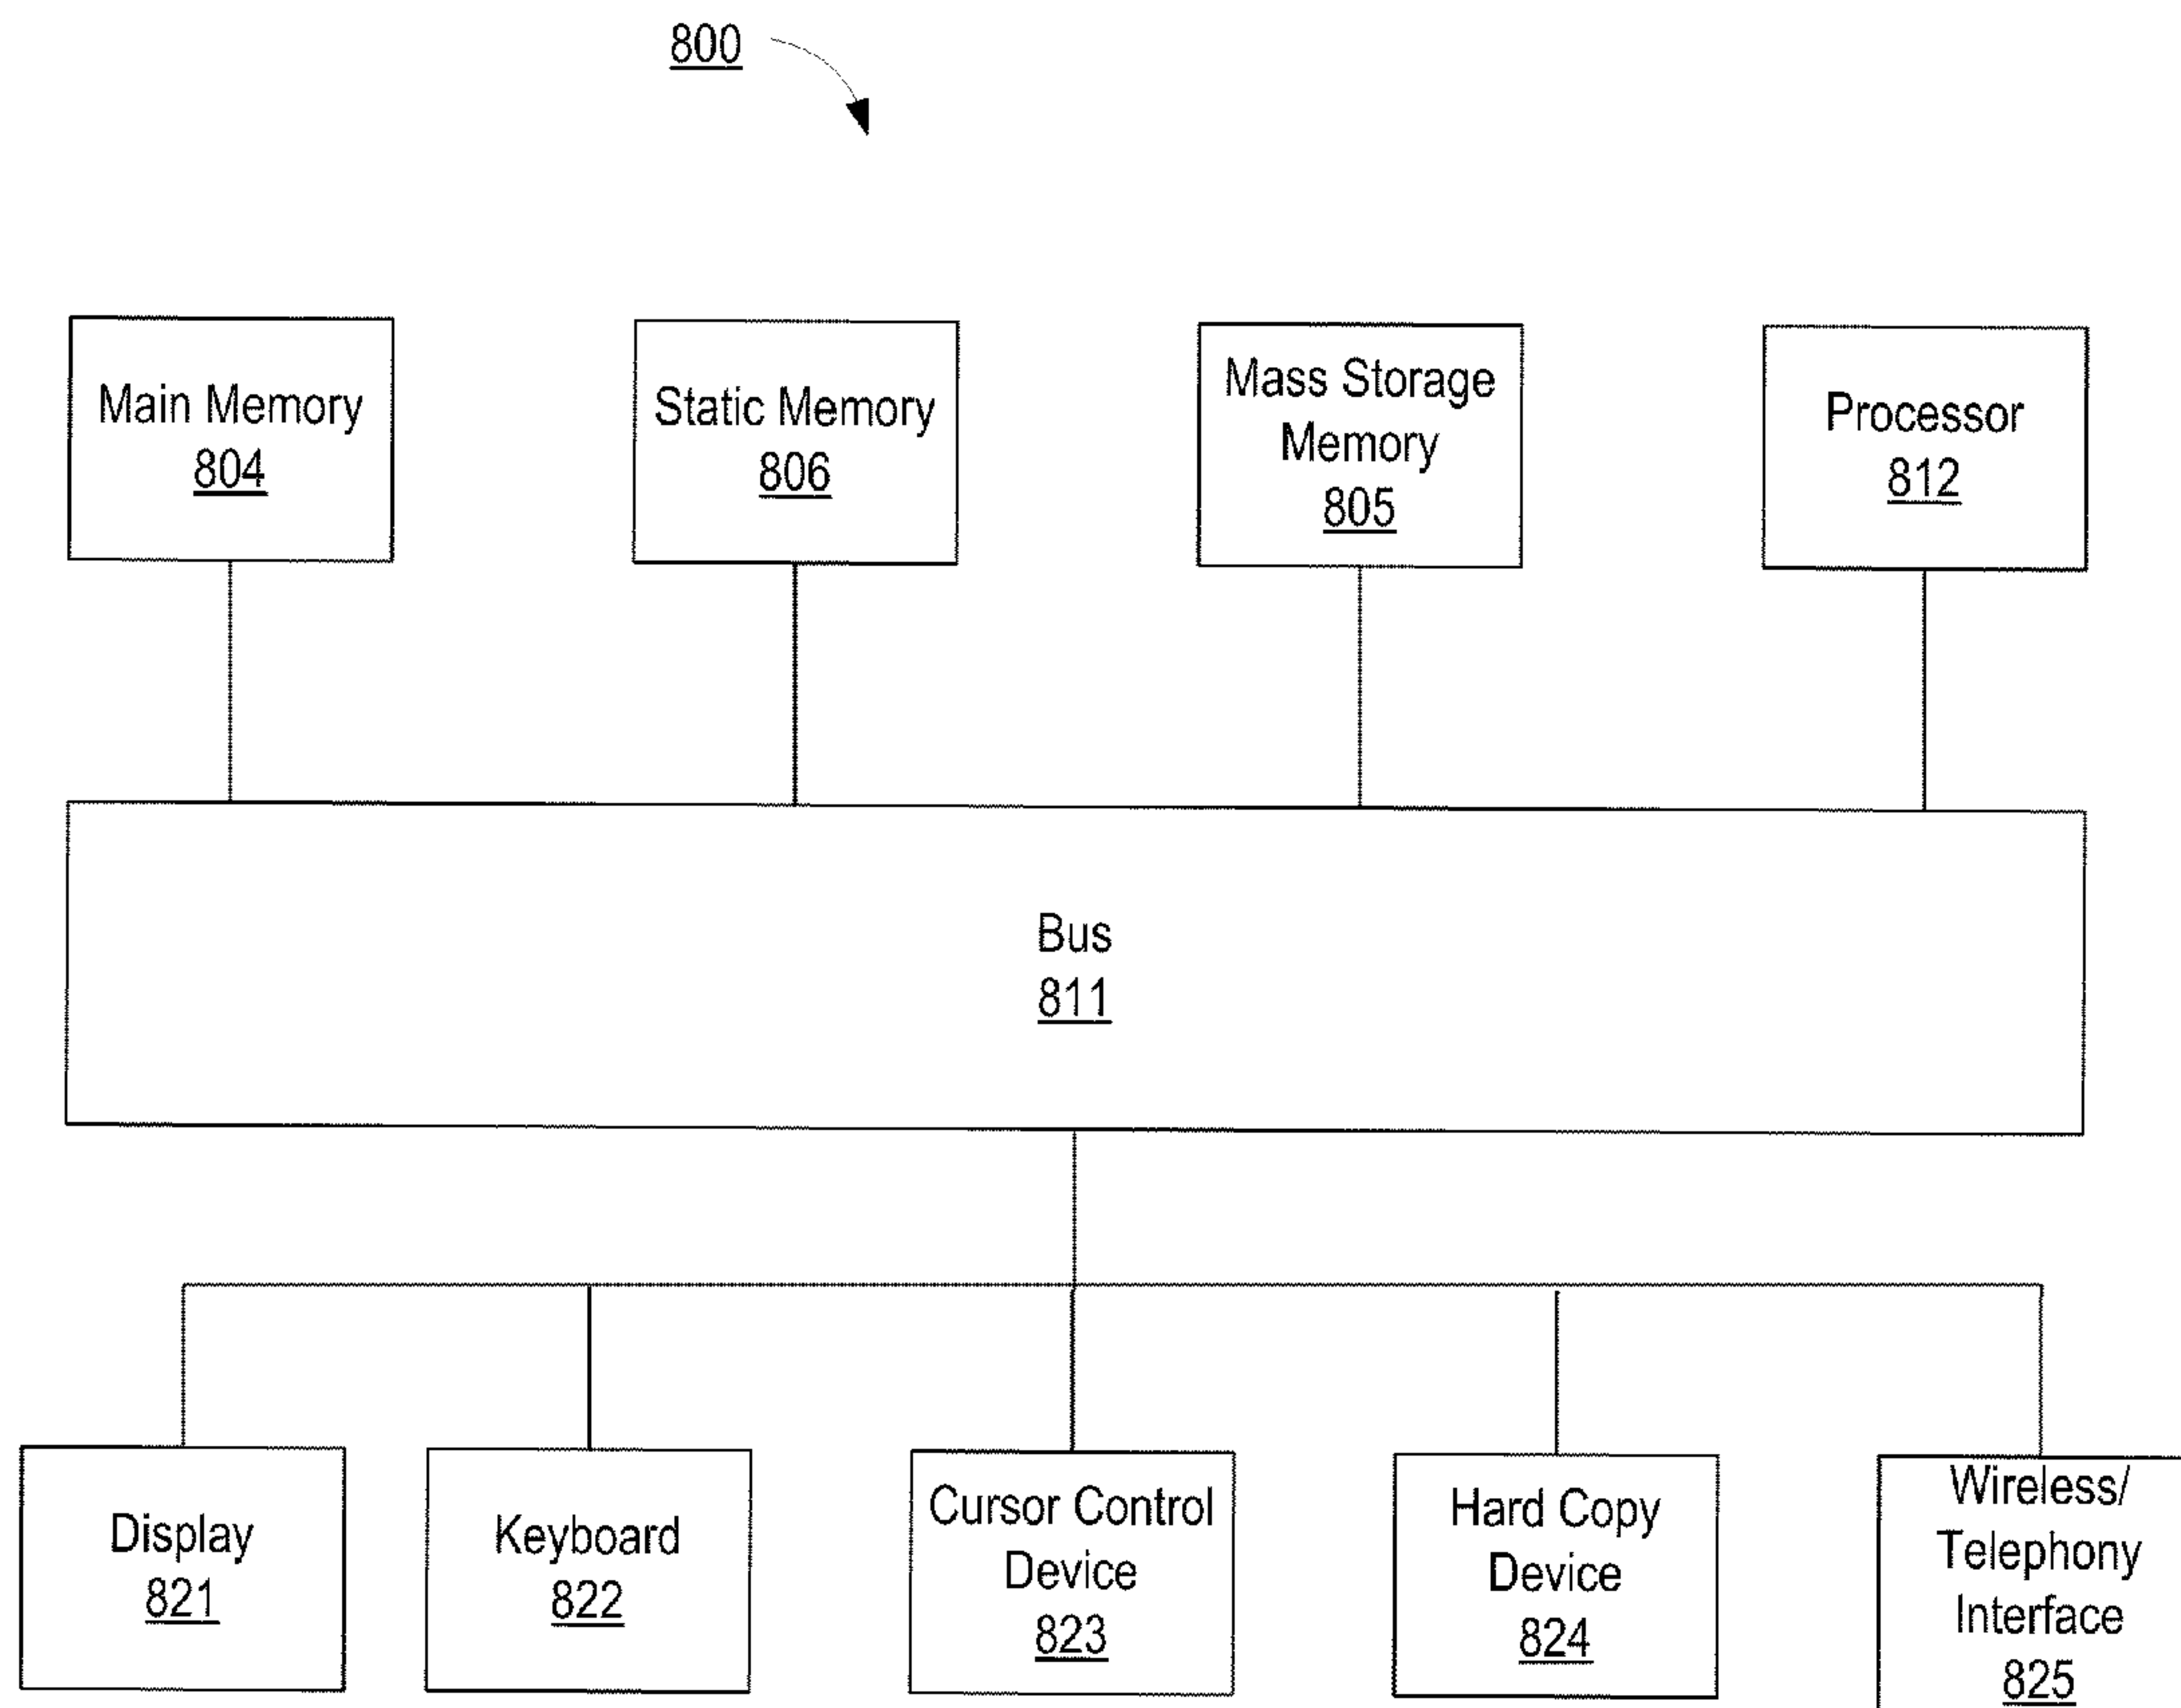 800
Main Memory
804
Static Memory
806
Mass Storage
Memory
805
Processor
812
Bus
811
Display
821
Keyboard
822
Cursor Control
Device
823
Hard Copy
Device
824
Wireless/
Telephony
Interface
825